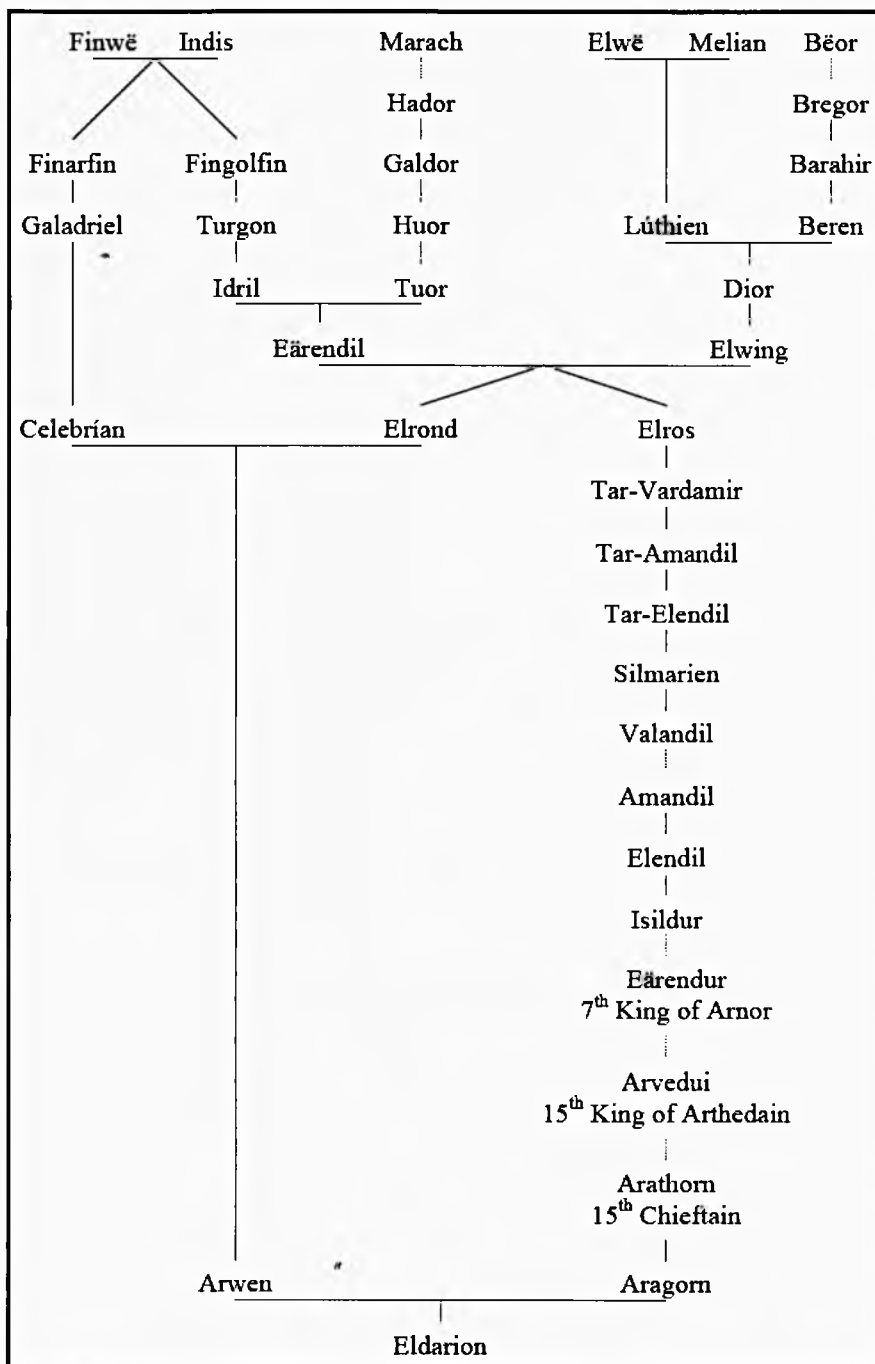 Finwë Indis Marach Elwë Melian Bëor
Hador Bregor
Finarfin Fingolfin Galdor Barahir
Galadriel Turgon Huor Lúthien Beren
Idril Tuor Dior
Eärendil Elwing
Celebrían Elrond Elros
Tar-Vardamir
Tar-Amandil
Tar-Elendil
Silmarien
Valandil
Amandil
Elendil
Isildur
Eärendur
7th King of Arnor
Arvedui
15th King of Arthedain
Arathorn
15th Chieftain
Arwen Aragorn
Eldarion